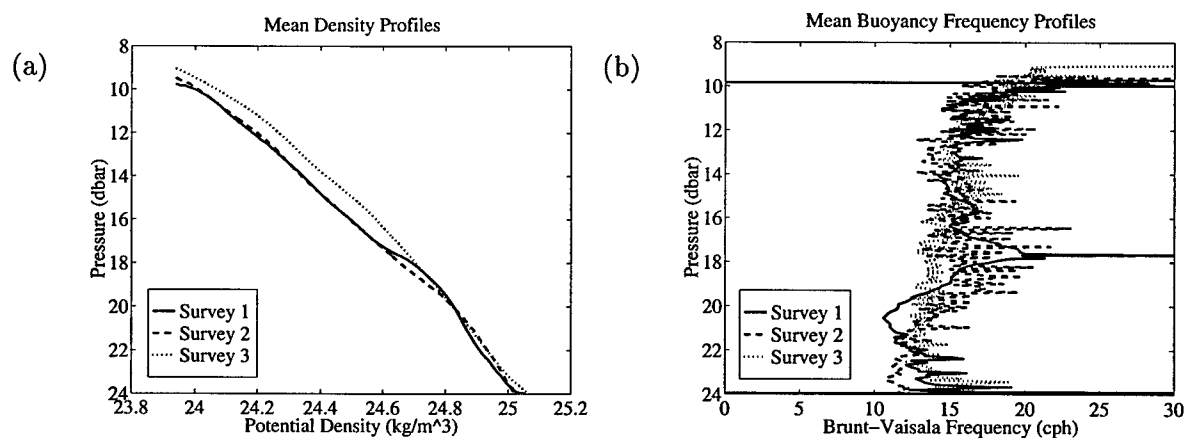 (a)
Mean Density Profiles
8
10
12
14
16
18
20
22
24
Pressure (dbar)
Survey 1
Survey 2
Survey 3
23.8 24 24.2 24.4 24.6 24.8 25 25.2
Potential Density (kg/m^3)
(b)
Mean Buoyancy Frequency Profiles
8
10
12
14
16
18
20
22
24
Pressure (dbar)
Survey 1
Survey 2
Survey 3
0 5 10 15 20 25 30
Brunt-Vaisala Frequency (cph)